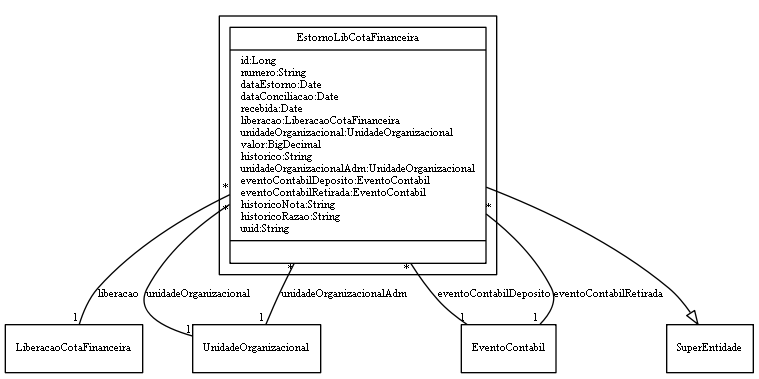 EstornoLibCotaFinanceira
id:Long
numero:String
dataEstorno:Date
dataConciliacao:Date
recebida:Date
liberacao:LiberacaoCotaFinanceira
unidadeOrganizacional:UnidadeOrganizacional
valor:BigDecimal
historico:String
unidadeOrganizacionalAdm:UnidadeOrganizacional
eventoContabilDeposito:EventoContabil
eventoContabilRetirada:EventoContabil
historicoNota:String
historicoRazao:String
uuid:String
* * * * *
liberacao unidadeOrganizacional unidadeOrganizacionalAdm eventoContabilDeposito eventoContabilRetirada
1 1 1 1 1
LiberacaoCotaFinanceira UnidadeOrganizacional EventoContabil SuperEntidade